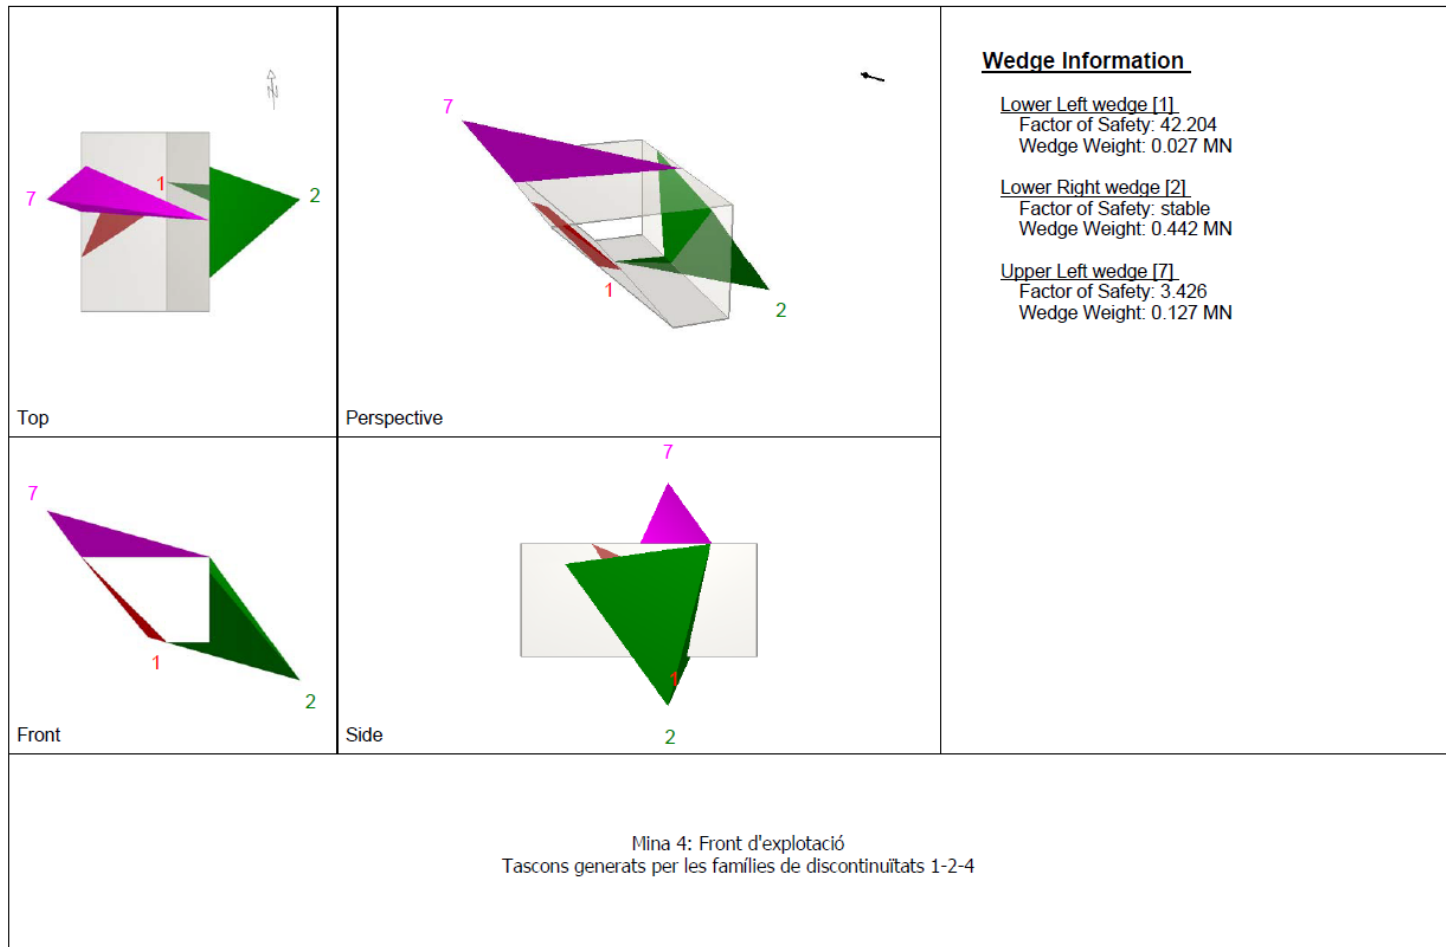 N
7
1
2
Top
7
1
2
Perspective
7
1
2
Front
7
1
2
Side
Wedge Information
Lower Left wedge [1]
Factor of Safety: 42.204
Wedge Weight: 0.027 MN
Lower Right wedge [2]
Factor of Safety: stable
Wedge Weight: 0.442 MN
Upper Left wedge [7]
Factor of Safety: 3.426
Wedge Weight: 0.127 MN
Mina 4: Front d'explotació
Tascons generats per les famílies de discontinuïtats 1-2-4